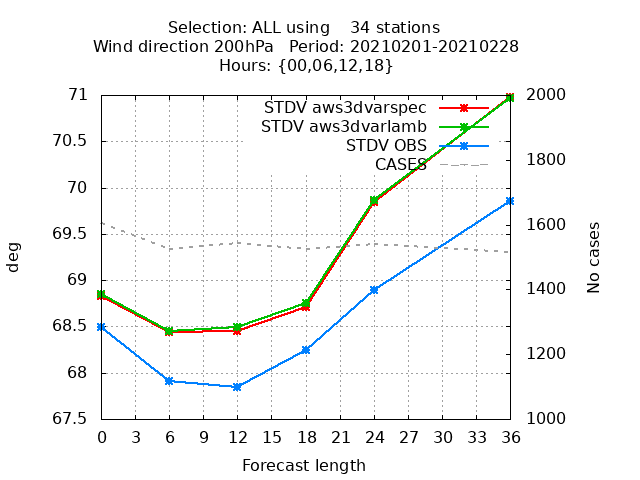 Selection: ALL using    34 stations
Wind direction 200hPa   Period: 20210201-20210228
Hours: {00,06,12,18}
STDV aws3dvarspec
STDV aws3dvarlamb
STDV OBS
CASES
71
70.5
70
69.5
69
68.5
68
67.5
deg
2000
1800
1600
1400
1200
1000
No cases
0 3 6 9 12 15 18 21 24 27 30 33 36
Forecast length